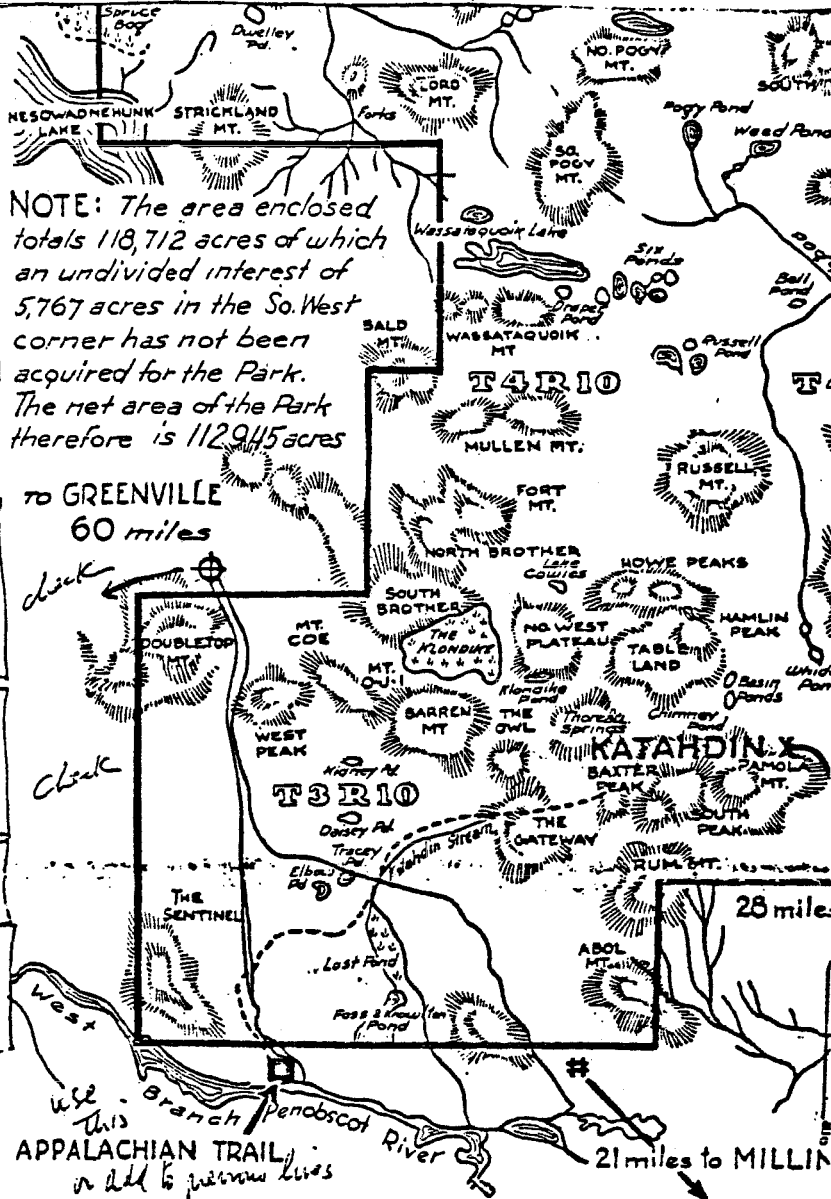 Spruce
Bog
Dwelley
Pd.
NO. POGY
MT.
LORD
MT.
SOUTH
NESOWADNEHUNK
LAKE
STRICKLAND
MT.
Forks
Pogy Pond
Weed Pond
SO.
POGY
MT.
NOTE: The area enclosed
totals 118,712 acres of which
an undivided interest of
5,767 acres in the So. West
corner has not been
acquired for the Park.
The net area of the Park
therefore is 112,945 acres
Wassataquoik Lake
Six
Ponds
Draper
Pond
Bell
Pond
Russell
Pond
BALD
MT.
WASSATAQUOIK
MT
T4R10
T4
MULLEN MT.
RUSSELL
MT.
TO GREENVILLE
60 miles
FORT
MT.
NORTH BROTHER
Lake
Cowles
HOWE PEAKS
check
SOUTH
BROTHER
HAMLIN
PEAK
DOUBLETOP
MT
MT.
COE
THE
KLONDIKE
NO. WEST
PLATEAU
TABLE
LAND
MT.
O-J-I
Klondike
Pond
Basin
Ponds
WEST
PEAK
BARREN
MT
THE
OWL
Thoreau
Springs
Chimney
Pond
KATAHDIN X
Check
Kidney Pd.
BAXTER
PEAK
PAMOLA
MT.
T3R10
Daisey Pd.
SOUTH
PEAK
THE
GATEWAY
Tracey
Pd
Katahdin Stream
Elbow
Pd
RUM MT.
THE
SENTINEL
28 miles
ABOL
MT.
Lost Pond
Foss & Knowlton
Pond
West
Branch Penobscot
River
#
use
this
APPALACHIAN TRAIL
or add to previous lines
21 miles to MILLIN